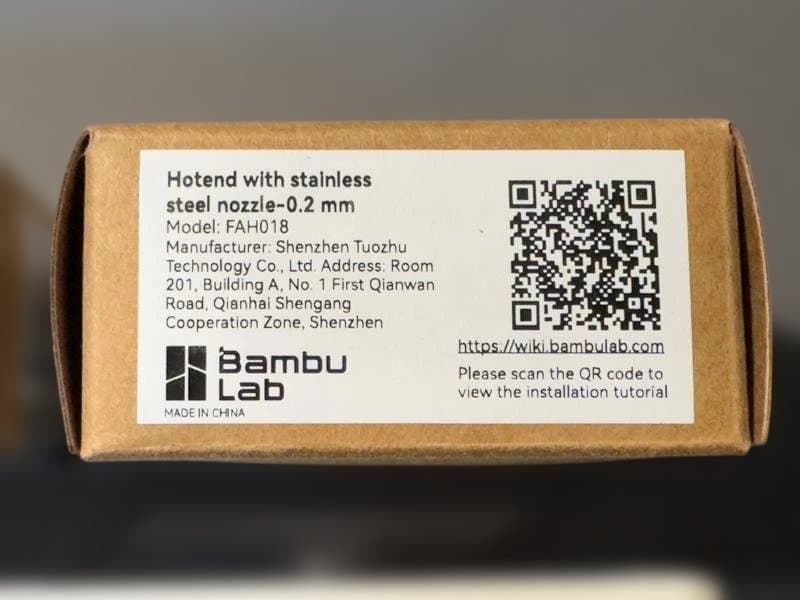 Hotend with stainless
steel nozzle-0.2 mm
Model: FAH018
Manufacturer: Shenzhen Tuozhu
Technology Co., Ltd. Address: Room
201, Building A, No. 1 First Qianwan
Road, Qianhai Shengang
Cooperation Zone, Shenzhen
Bambu
Lab
MADE IN CHINA
https://wiki.bambulab.com
Please scan the QR code to
view the installation tutorial